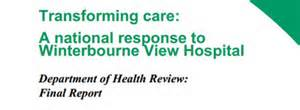 Transforming care:
A national response to
Winterbourne View Hospital
Department of Health Review:
Final Report